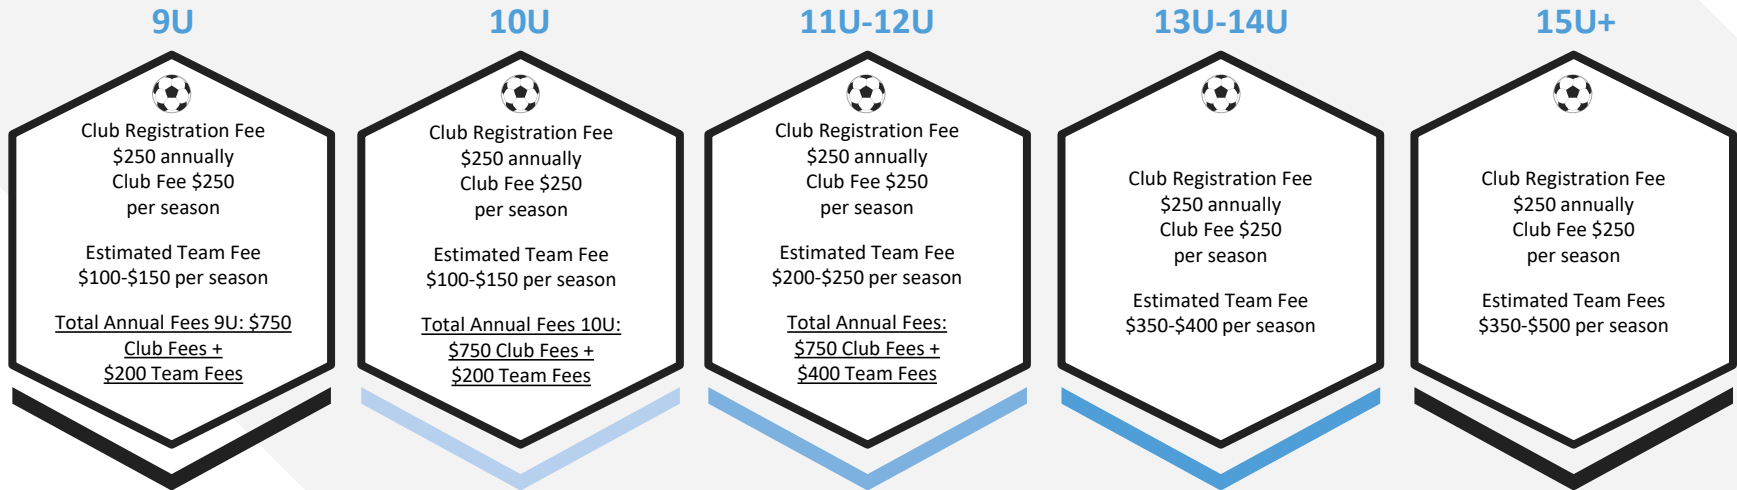 9U
Club Registration Fee
$250 annually
Club Fee $250
per season
Estimated Team Fee
$100-$150 per season
Total Annual Fees 9U: $750
Club Fees +
$200 Team Fees
10U
Club Registration Fee
$250 annually
Club Fee $250
per season
Estimated Team Fee
$100-$150 per season
Total Annual Fees 10U:
$750 Club Fees +
$200 Team Fees
11U-12U
Club Registration Fee
$250 annually
Club Fee $250
per season
Estimated Team Fee
$200-$250 per season
Total Annual Fees:
$750 Club Fees +
$400 Team Fees
13U-14U
Club Registration Fee
$250 annually
Club Fee $250
per season
Estimated Team Fee
$350-$400 per season
15U+
Club Registration Fee
$250 annually
Club Fee $250
per season
Estimated Team Fees
$350-$500 per season